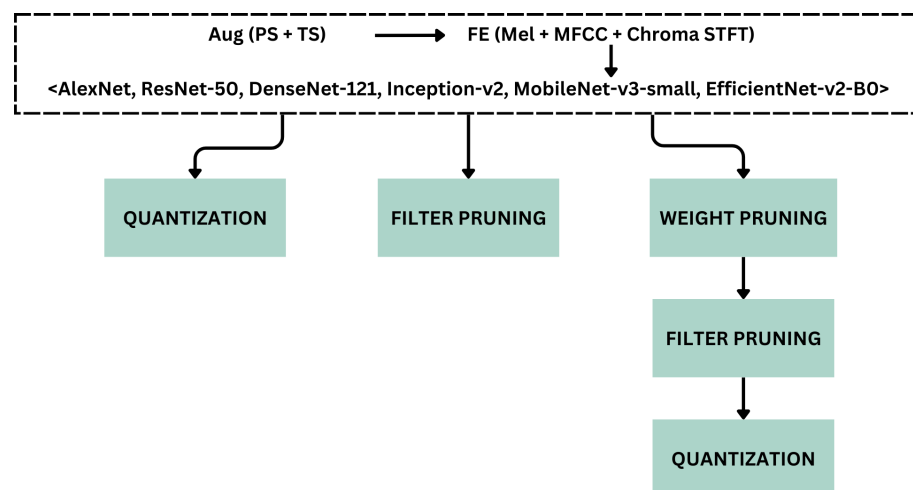 Aug (PS + TS) FE (Mel + MFCC + Chroma STFT)
<AlexNet, ResNet-50, DenseNet-121, Inception-v2, MobileNet-v3-small, EfficientNet-v2-B0>
QUANTIZATION FILTER PRUNING WEIGHT PRUNING
FILTER PRUNING
QUANTIZATION